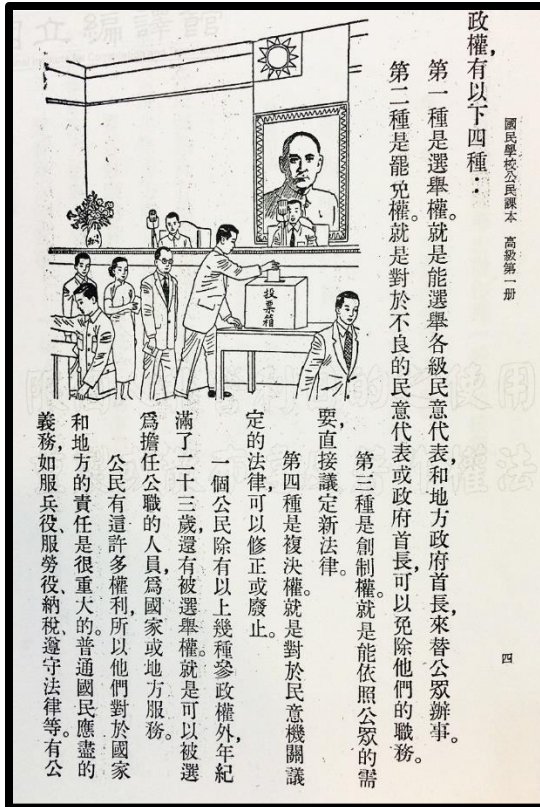 國民學校公民課本　高級第一册
四
政權，有以下四種：
第一種是選舉權。就是能選舉各級民意代表，和地方政府首長，來替公眾辦事。
第二種是罷免權。就是對於不良的民意代表或政府首長，可以免除他們的職務。
第三種是創制權。就是能依照公眾的需
要，直接議定新法律。
第四種是複決權。就是對於民意機關議
定的法律，可以修正或廢止。
一個公民除有以上幾種參政權外，年紀
滿了二十三歲，還有被選舉權。就是可以被選
爲擔任公職的人員，爲國家或地方服務。
公民有這許多權利，所以他們對於國家
和地方的責任是很重大的。普通國民應盡的
義務，如服兵役、服勞役、納稅、遵守法律等。有公
投票箱
國立編譯館